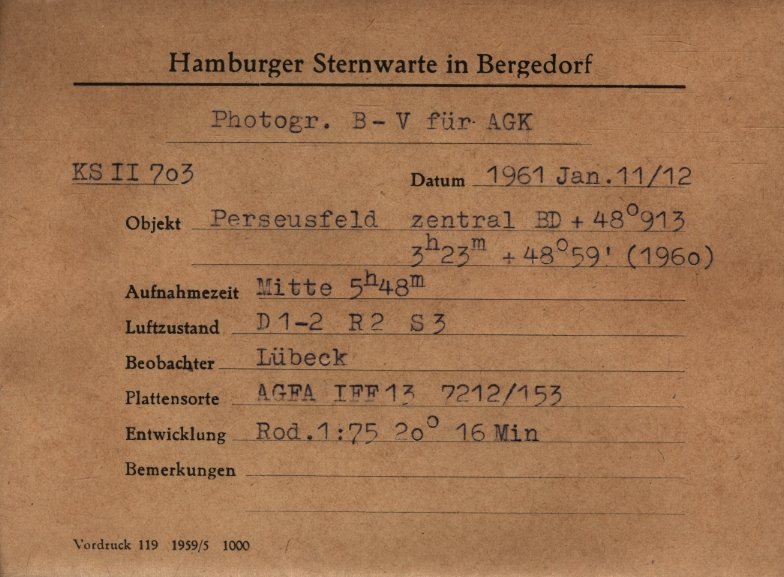 Hamburger Sternwarte in Bergedorf
Photogr. B-V für AGK
KS II 703 Datum 1961 Jan.11/12
Objekt Perseusfeld zentral BD + 48°913
3h23m + 48°59' (1960)
Aufnahmezeit Mitte 5h48m
Luftzustand D 1-2 R 2 S 3
Beobachter Lübeck
Plattensorte AGFA IFF 13 7212/153
Entwicklung Rod.1:75 20° 16 Min
Bemerkungen
Vordruck 119 1959/5 1000